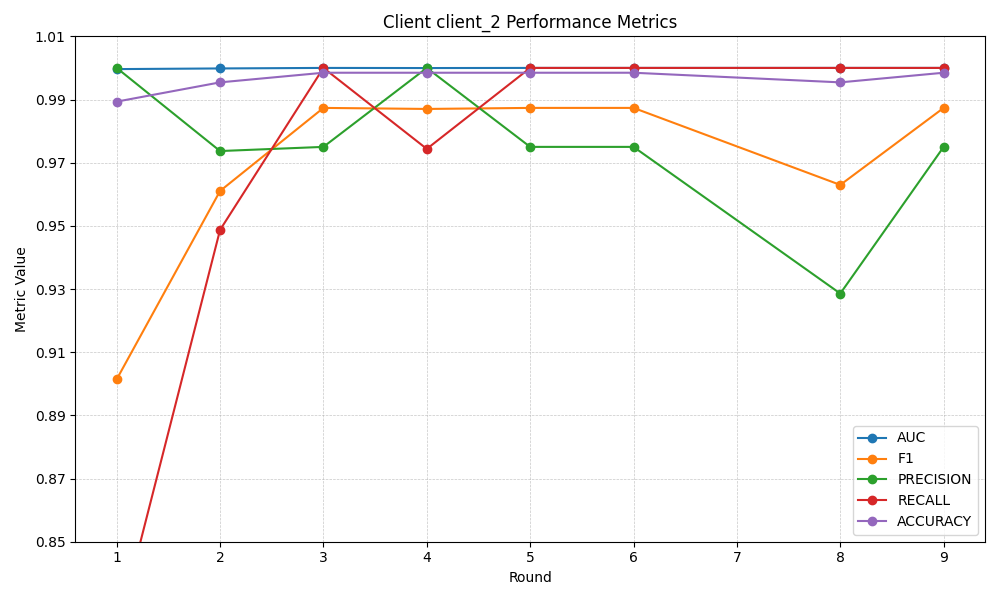 Client client_2 Performance Metrics
Metric Value
1.01
0.99
0.97
0.95
0.93
0.91
0.89
0.87
0.85
1 2 3 4 5 6 7 8 9
Round
AUC
F1
PRECISION
RECALL
ACCURACY